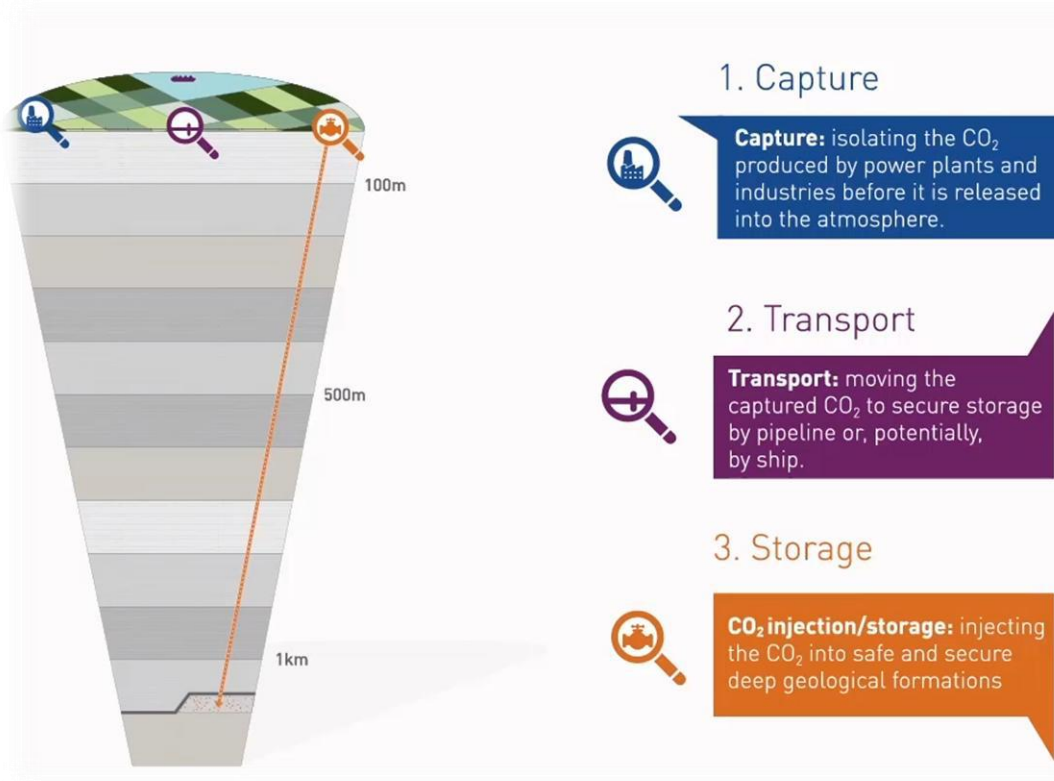 1. Capture
Capture: isolating the CO₂
produced by power plants and
industries before it is released
into the atmosphere.
100m
2. Transport
Transport: moving the
captured CO₂ to secure storage
by pipeline or, potentially,
by ship.
500m
3. Storage
CO₂ injection/storage: injecting
the CO₂ into safe and secure
deep geological formations
1km